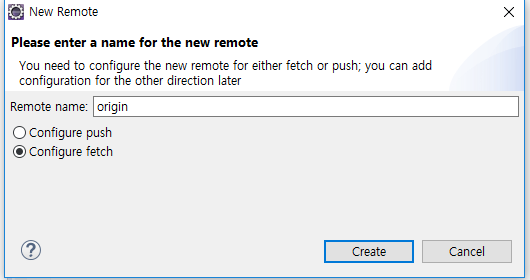 New Remote
Please enter a name for the new remote
You need to configure the new remote for either fetch or push; you can add
configuration for the other direction later
Remote name: origin
Configure push
Configure fetch
?
Create Cancel